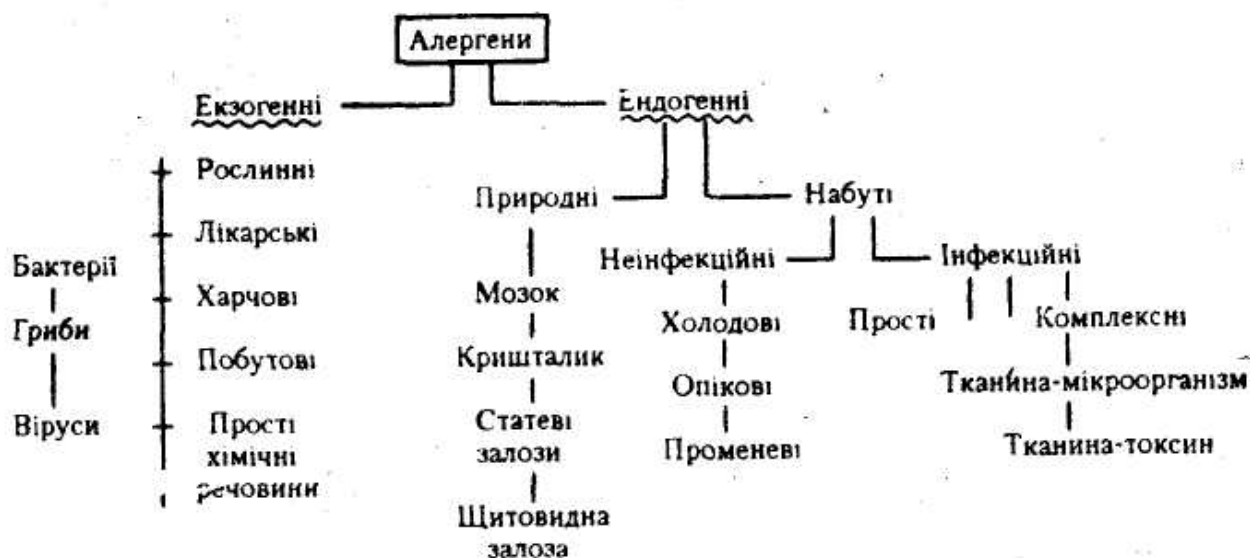 Алергени
Екзогенні
Ендогенні
Рослинні
Природні
Набуті
Лікарські
Бактерії
Неінфекційні
Інфекційні
Харчові
Мозок
Гриби
Холодові
Прості
Комплексні
Побутові
Кришталик
Опікові
Тканина-мікроорганізм
Віруси
Прості
хімічні
речовини
Статеві
залози
Променеві
Тканина-токсин
Щитовидна
залоза